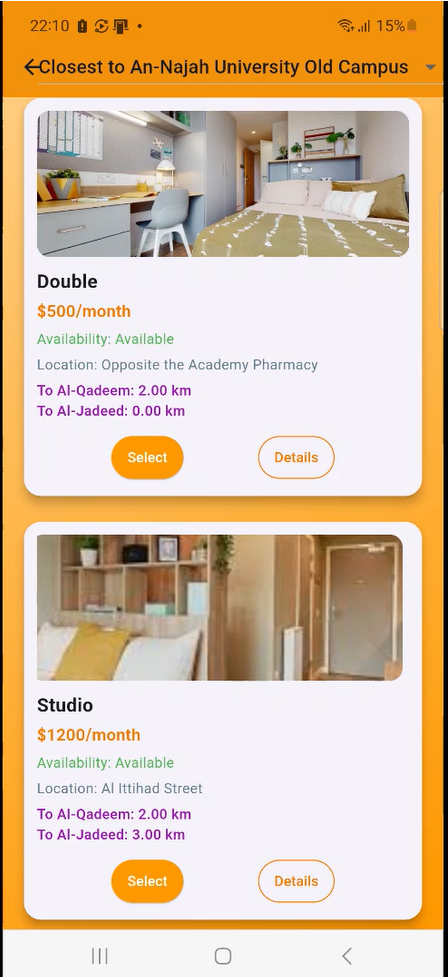 22:10
15%
Closest to An-Najah University Old Campus
Double
$500/month
Availability: Available
Location: Opposite the Academy Pharmacy
To Al-Qadeem: 2.00 km
To Al-Jadeed: 0.00 km
Select
Details
Studio
$1200/month
Availability: Available
Location: Al Ittihad Street
To Al-Qadeem: 2.00 km
To Al-Jadeed: 3.00 km
Select
Details